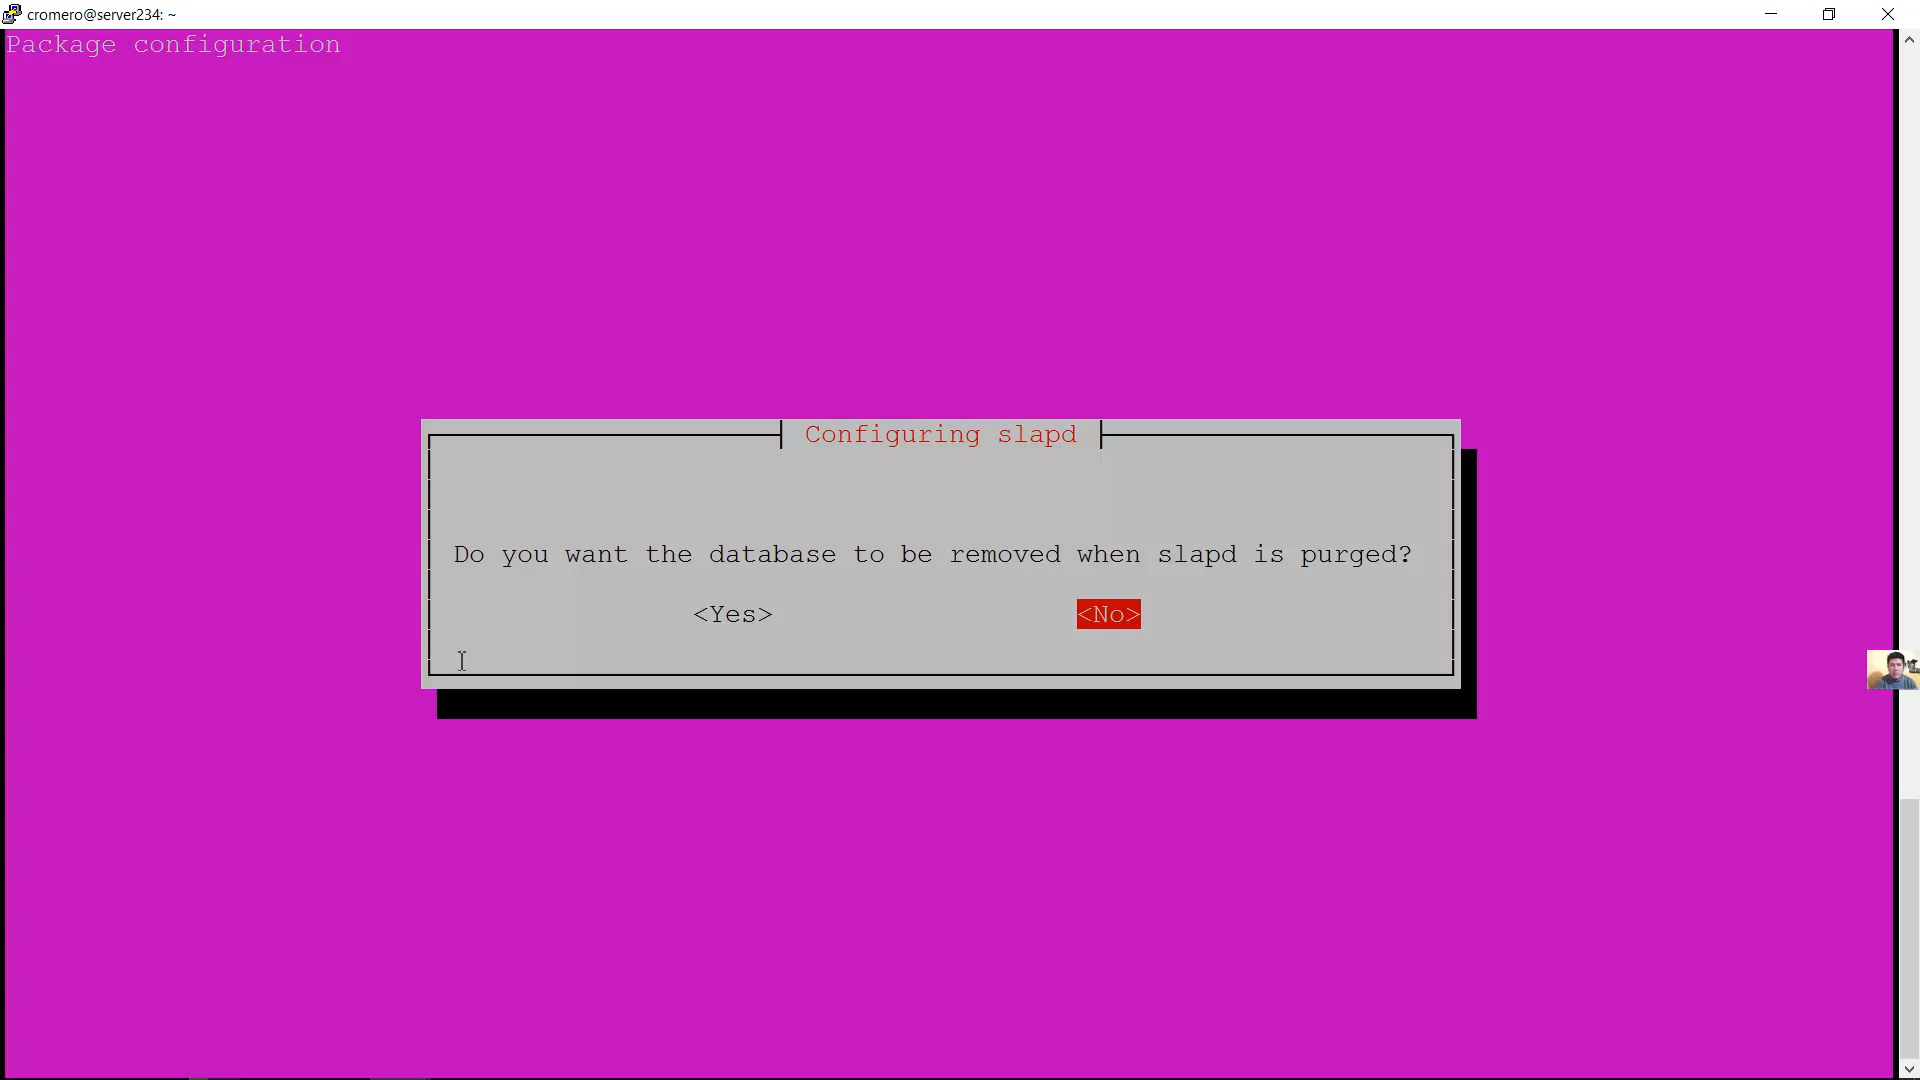 cromero@server234: ~
Package configuration
Configuring slapd
Do you want the database to be removed when slapd is purged?
<Yes> <No>